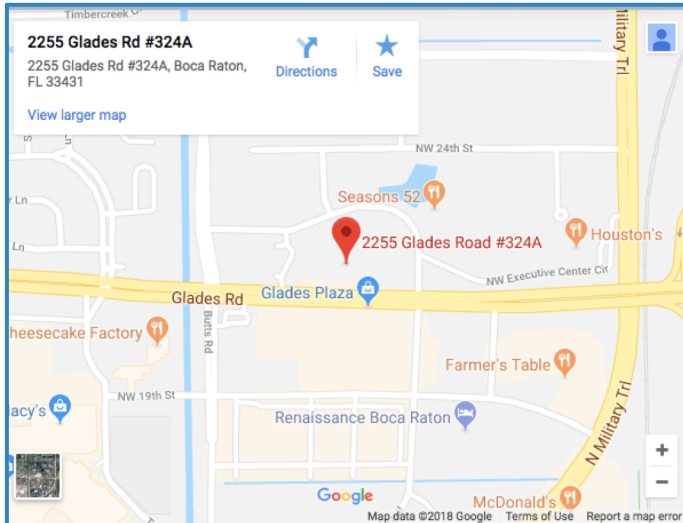 Timbercreek
2255 Glades Rd #324A
2255 Glades Rd #324A, Boca Raton,
FL 33431
Directions
Save
View larger map
N Military Trl
NW 24th St
Seasons 52
2255 Glades Road #324A
Houston's
Ln
NW Executive Center Cir
Glades Plaza
Glades Rd
Butts Rd
heesecake Factory
Farmer's Table
NW 19th St
acy's
Renaissance Boca Raton
N Military Trl
+
−
Google
McDonald's
Map data ©2018 Google Terms of Use Report a map error